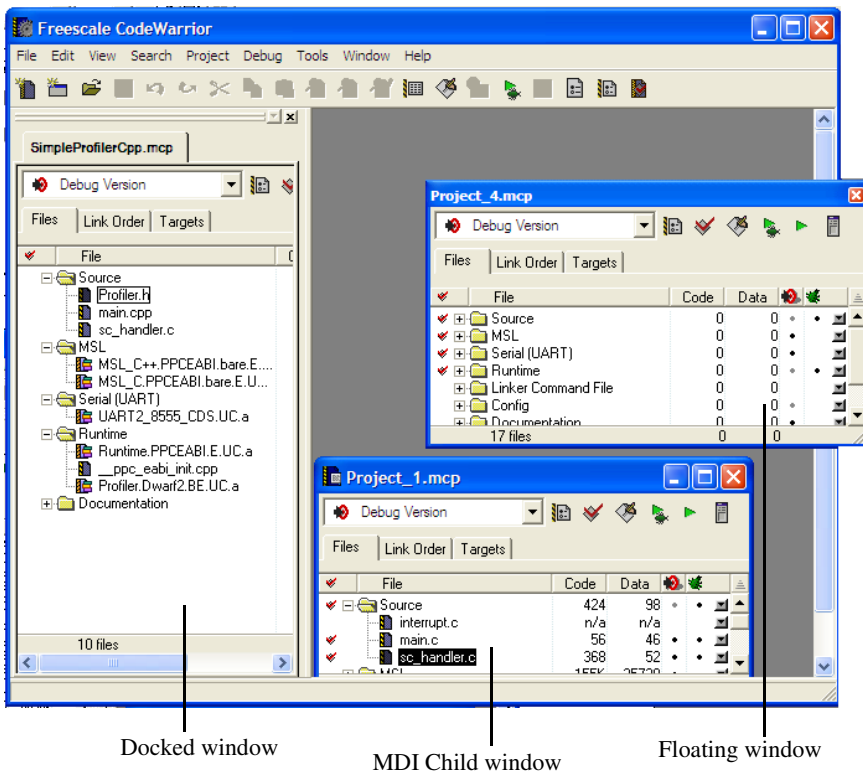 Freescale CodeWarrior
File Edit View Search Project Debug Tools Window Help
SimpleProfilerCpp.mcp
Debug Version
Files Link Order Targets
File
Source
Profiler.h
main.cpp
sc_handler.c
MSL
MSL_C++.PPCEABI.bare.E....
MSL_C.PPCEABI.bare.E.U...
Serial (UART)
UART2_8555_CDS.UC.a
Runtime
Runtime.PPCEABI.E.UC.a
__ppc_eabi_init.cpp
Profiler.Dwarf2.BE.UC.a
Documentation
10 files
Project_4.mcp
Debug Version
Files Link Order Targets
File Code Data
Source 0 0
MSL 0 0
Serial (UART) 0 0
Runtime 0 0
Linker Command File 0 0
Config 0 0
Documentation 0 0
17 files 0 0
Project_1.mcp
Debug Version
Files Link Order Targets
File Code Data
Source 424 98
interrupt.c n/a n/a
main.c 56 46
sc_handler.c 368 52
MSL 155K 25720
Docked window
MDI Child window
Floating window